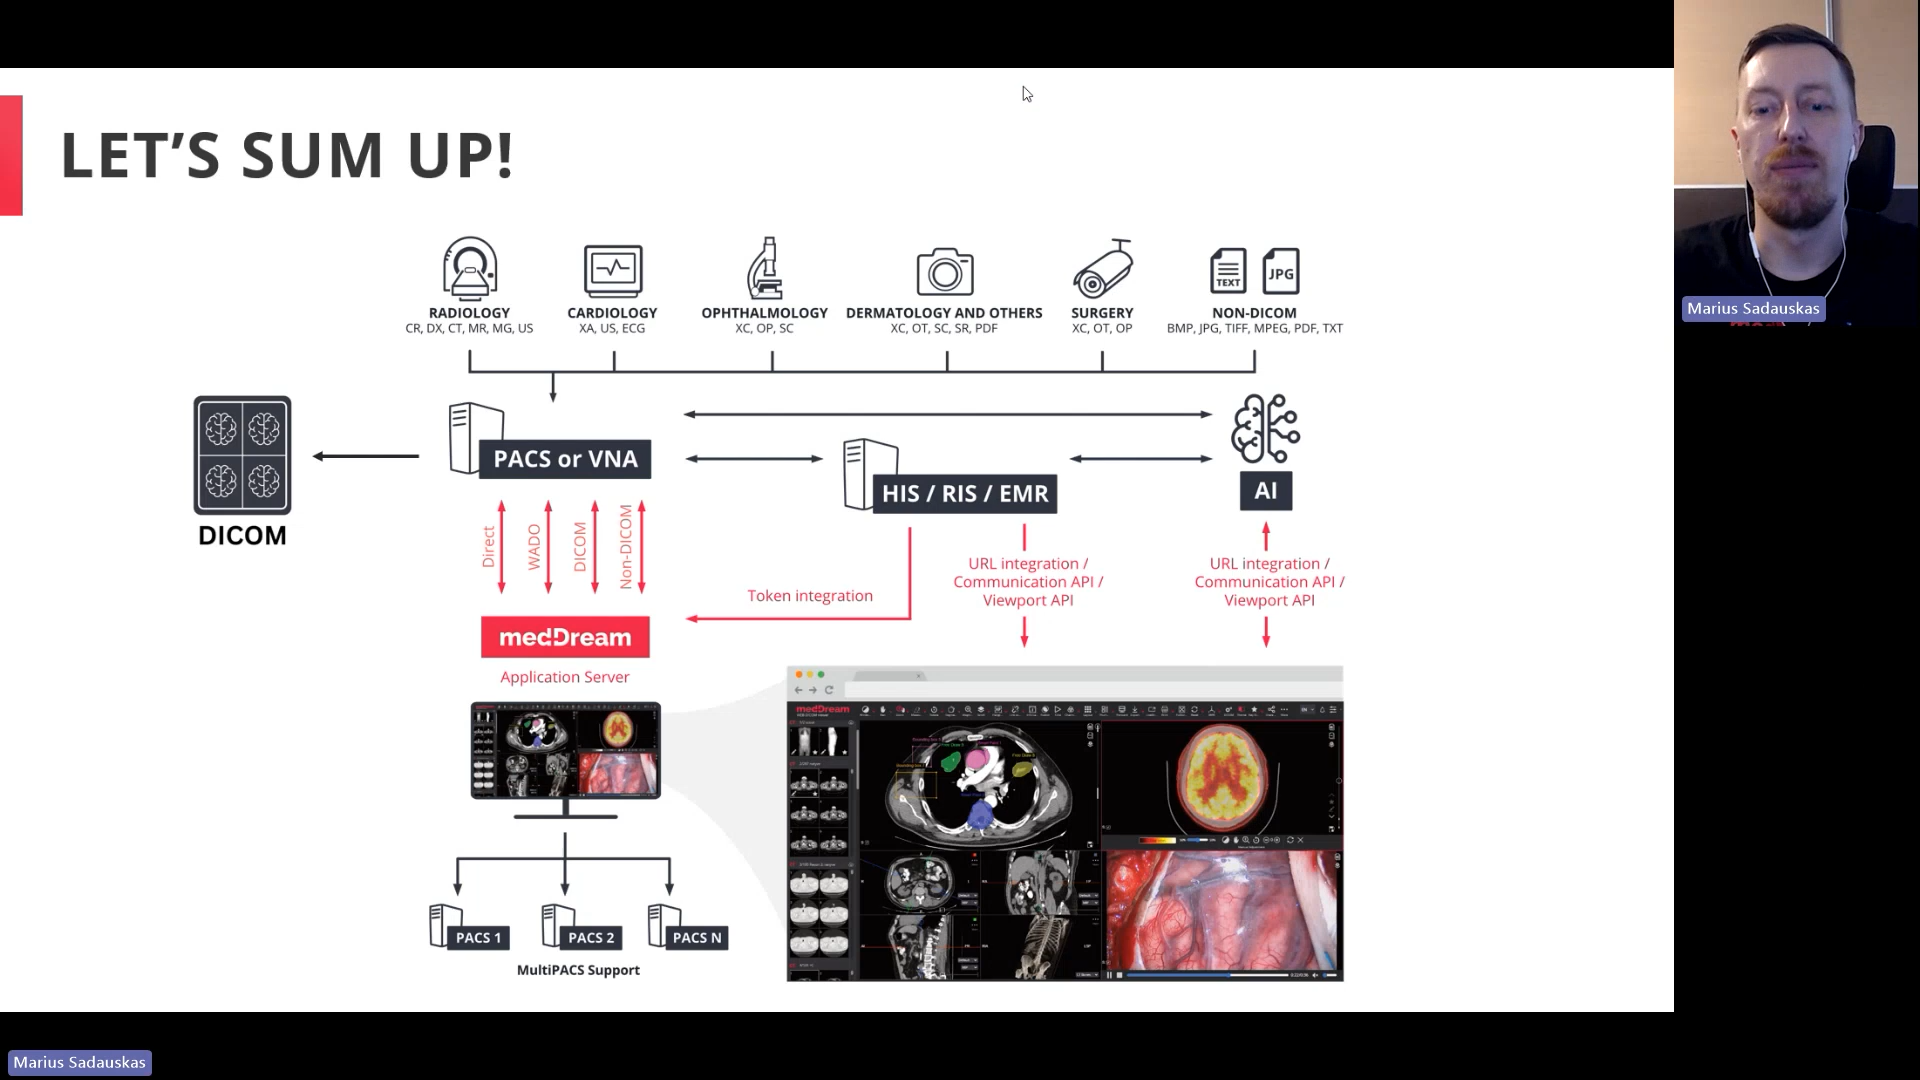 LET’S SUM UP!
TEXT
JPG
RADIOLOGY
CR, DX, CT, MR, MG, US
CARDIOLOGY
XA, US, ECG
OPHTHALMOLOGY
XC, OP, SC
DERMATOLOGY AND OTHERS
XC, OT, SC, SR, PDF
SURGERY
XC, OT, OP
NON-DICOM
BMP, JPG, TIFF, MPEG, PDF, TXT
Marius Sadauskas
DICOM
PACS or VNA
HIS / RIS / EMR
AI
Direct
WADO
DICOM
Non-DICOM
Token integration
URL integration /
Communication API /
Viewport API
URL integration /
Communication API /
Viewport API
medDream
Application Server
medDream
PACS 1
PACS 2
PACS N
MultiPACS Support
Marius Sadauskas